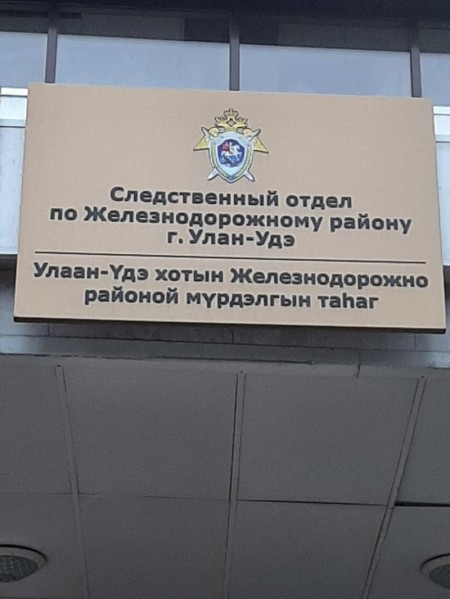 Следственный отдел
по Железнодорожному району
г. Улан-Удэ
Улаан-Үдэ хотын Железнодорожно
районой мүрдэлгын таһаг